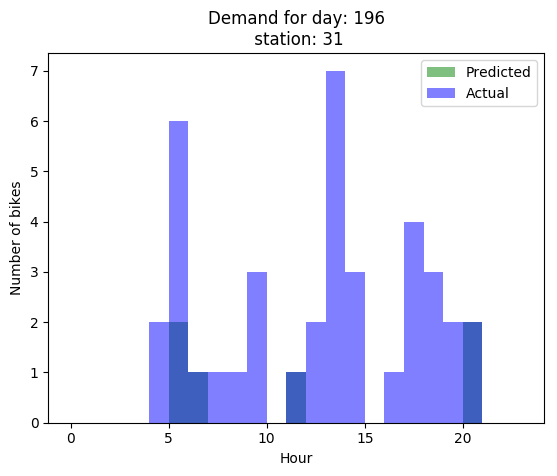 Demand for day: 196
station: 31
Predicted
Actual
Number of bikes
7
6
5
4
3
2
1
0
0 5 10 15 20
Hour